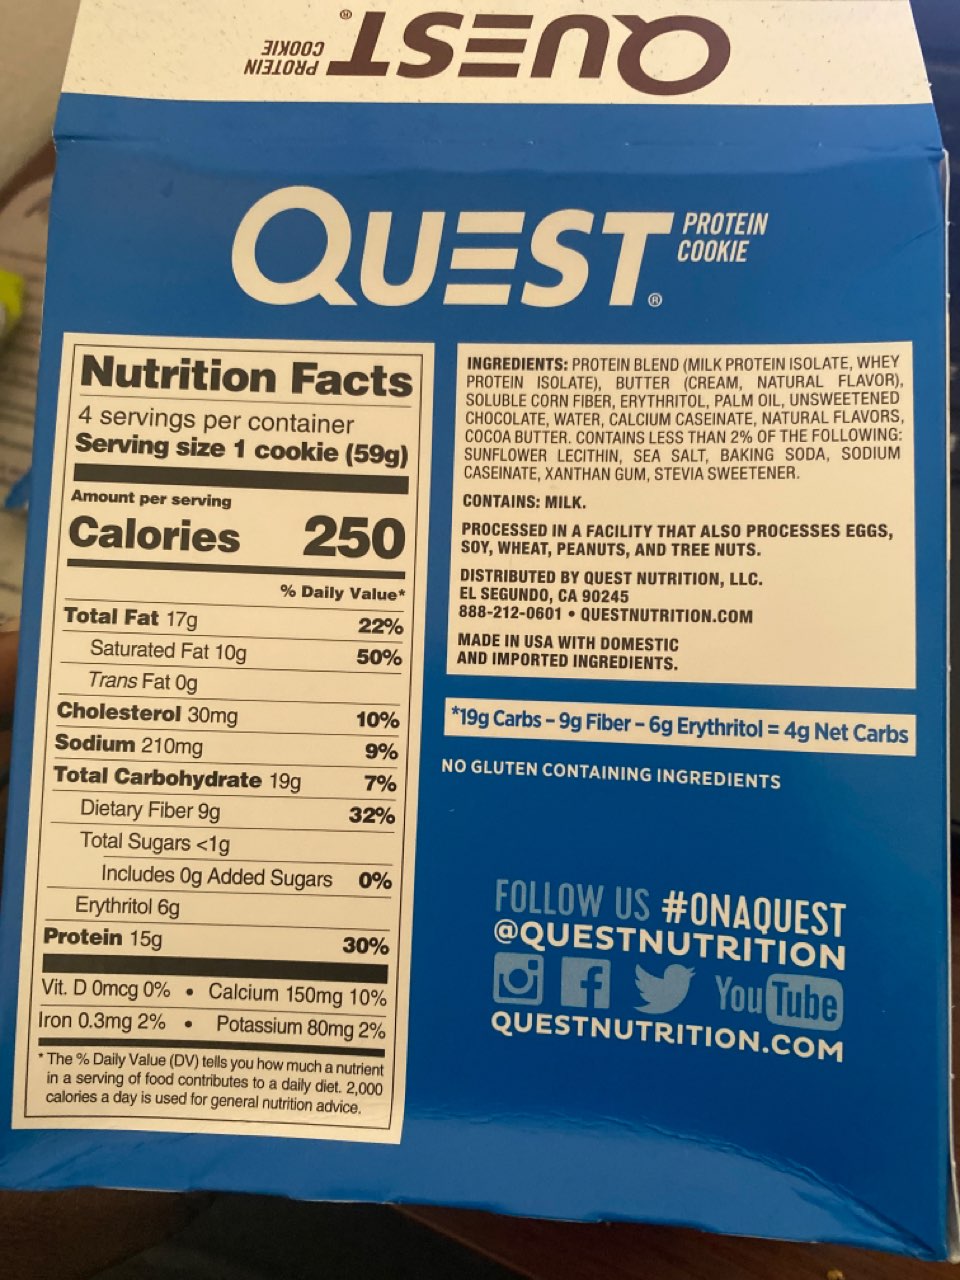 QUEST® PROTEIN
COOKIE
QUEST® PROTEIN
COOKIE
Nutrition Facts
4 servings per container
Serving size 1 cookie (59g)
Amount per serving
Calories 250
% Daily Value*
Total Fat 17g 22%
Saturated Fat 10g 50%
Trans Fat 0g
Cholesterol 30mg 10%
Sodium 210mg 9%
Total Carbohydrate 19g 7%
Dietary Fiber 9g 32%
Total Sugars <1g
Includes 0g Added Sugars 0%
Erythritol 6g
Protein 15g 30%
Vit. D 0mcg 0% • Calcium 150mg 10%
Iron 0.3mg 2% • Potassium 80mg 2%
* The % Daily Value (DV) tells you how much a nutrient
in a serving of food contributes to a daily diet. 2,000
calories a day is used for general nutrition advice.
INGREDIENTS: PROTEIN BLEND (MILK PROTEIN ISOLATE, WHEY
PROTEIN ISOLATE), BUTTER (CREAM, NATURAL FLAVOR),
SOLUBLE CORN FIBER, ERYTHRITOL, PALM OIL, UNSWEETENED
CHOCOLATE, WATER, CALCIUM CASEINATE, NATURAL FLAVORS,
COCOA BUTTER. CONTAINS LESS THAN 2% OF THE FOLLOWING:
SUNFLOWER LECITHIN, SEA SALT, BAKING SODA, SODIUM
CASEINATE, XANTHAN GUM, STEVIA SWEETENER.
CONTAINS: MILK.
PROCESSED IN A FACILITY THAT ALSO PROCESSES EGGS,
SOY, WHEAT, PEANUTS, AND TREE NUTS.
DISTRIBUTED BY QUEST NUTRITION, LLC.
EL SEGUNDO, CA 90245
888-212-0601 • QUESTNUTRITION.COM
MADE IN USA WITH DOMESTIC
AND IMPORTED INGREDIENTS.
*19g Carbs – 9g Fiber – 6g Erythritol = 4g Net Carbs
NO GLUTEN CONTAINING INGREDIENTS
FOLLOW US #ONAQUEST
@QUESTNUTRITION
YouTube
QUESTNUTRITION.COM